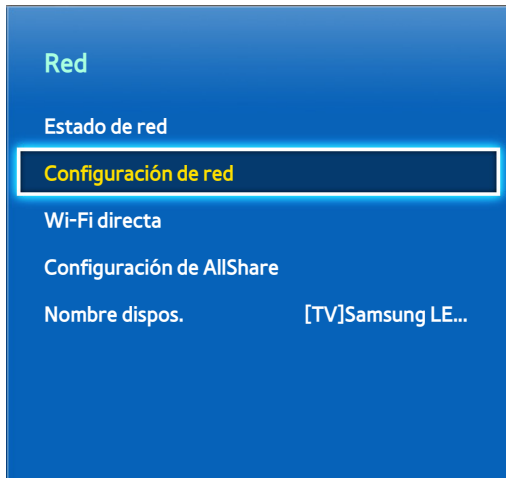 Red
Estado de red
Configuración de red
Wi-Fi directa
Configuración de AllShare
Nombre dispos. [TV]Samsung LE...